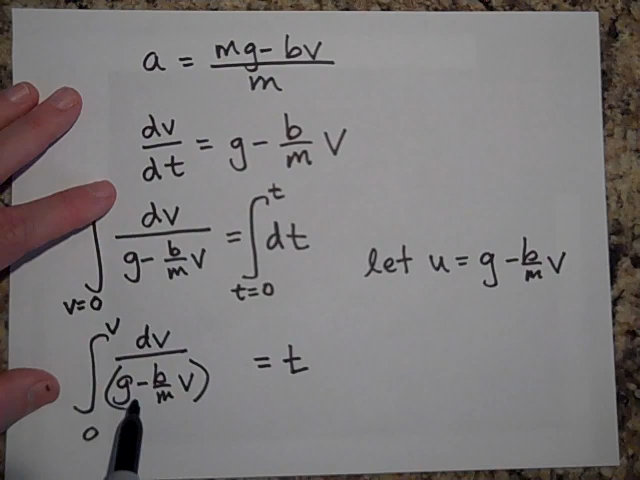 a = mg - bv / m
dv/dt = g - b/m v
∫ v=0 dv / g - b/m v = ∫ t=0 t dt
let u = g - b/m v
∫ 0 v dv / (g - b/m v) = t